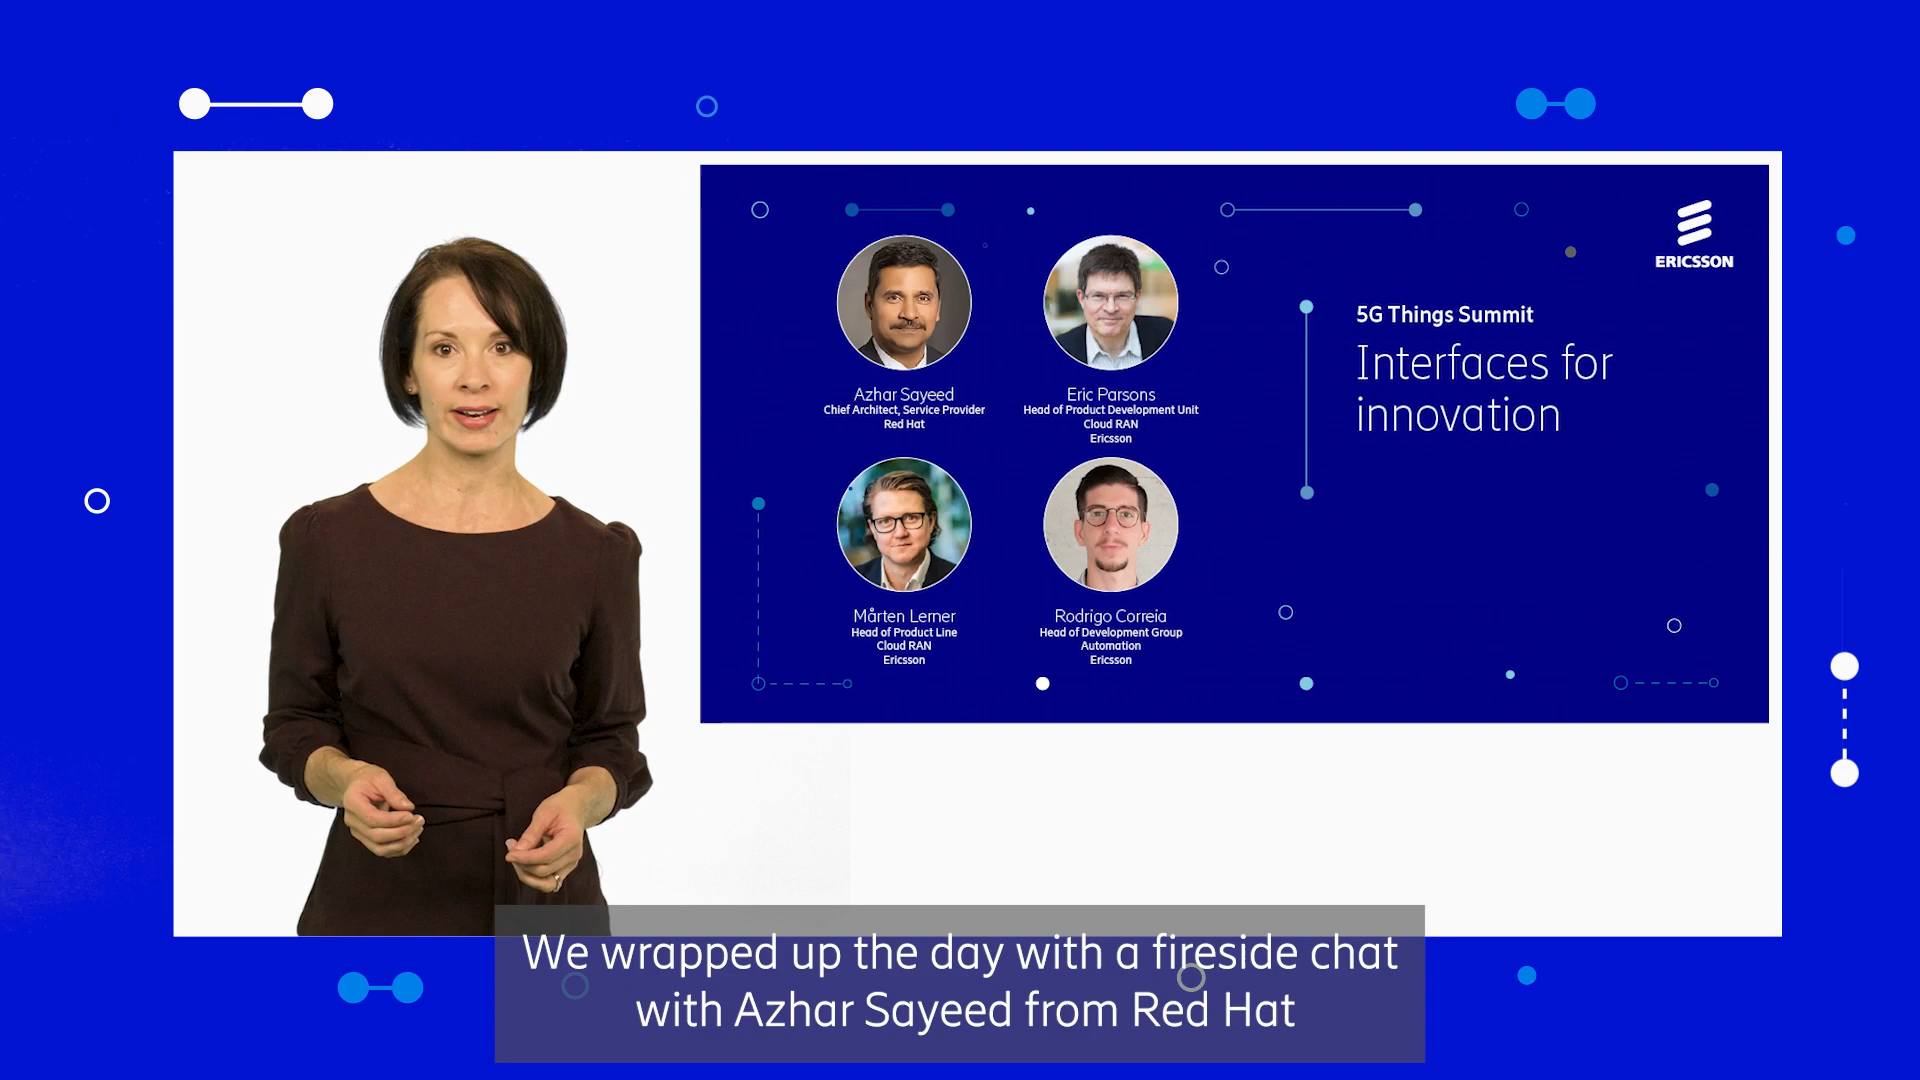 ERICSSON
5G Things Summit
Interfaces for
innovation
Azhar Sayeed
Chief Architect, Service Provider
Red Hat
Eric Parsons
Head of Product Development Unit
Cloud RAN
Ericsson
Mårten Lerner
Head of Product Line
Cloud RAN
Ericsson
Rodrigo Correia
Head of Development Group
Automation
Ericsson
We wrapped up the day with a fireside chat
with Azhar Sayeed from Red Hat